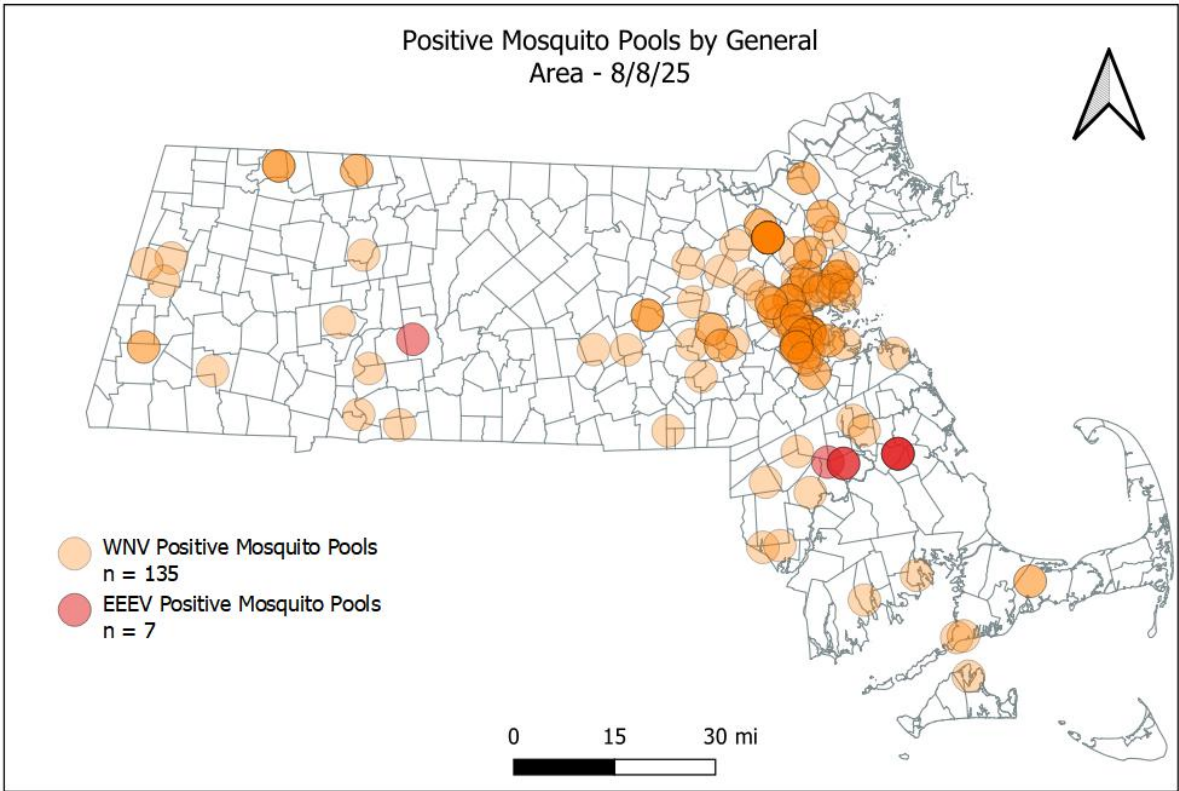 Positive Mosquito Pools by General
Area - 8/8/25
WNV Positive Mosquito Pools
n = 135
EEEV Positive Mosquito Pools
n = 7
0 15 30 mi